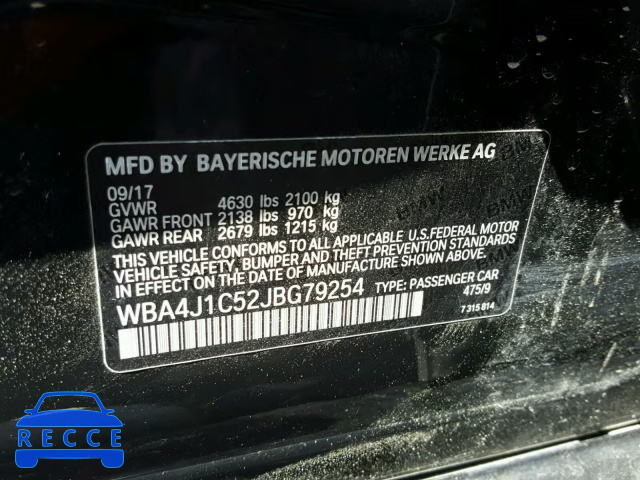 MFD BY BAYERISCHE MOTOREN WERKE AG
09/17
GVWR 4630 lbs 2100 kg
GAWR FRONT 2138 lbs 970 kg
GAWR REAR 2679 lbs 1215 kg
THIS VEHICLE CONFORMS TO ALL APPLICABLE U.S.FEDERAL MOTOR
VEHICLE SAFETY, BUMPER AND THEFT PREVENTION STANDARDS
IN EFFECT ON THE DATE OF MANUFACTURE SHOWN ABOVE.
WBA4J1C52JBG79254 TYPE: PASSENGER CAR
475/9
7 315 814
RECCE